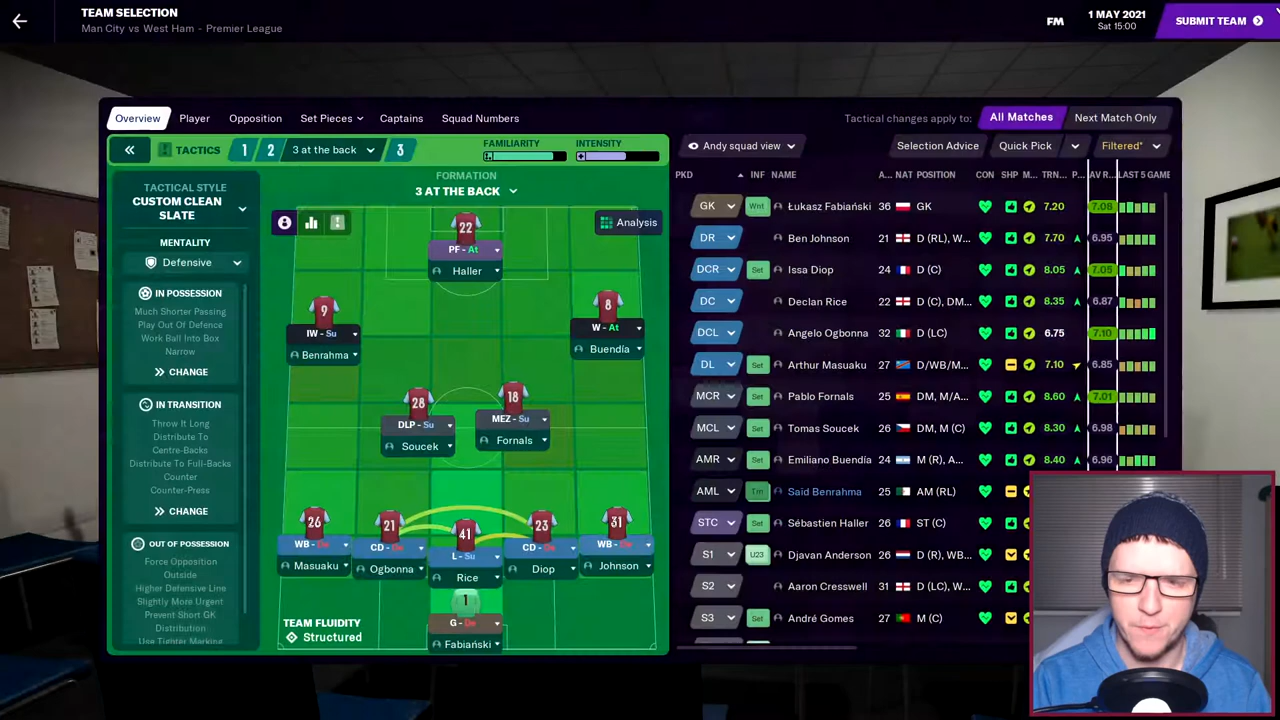 TEAM SELECTION
Man City vs West Ham - Premier League
FM
1 MAY 2021
Sat 15:00
SUBMIT TEAM
Overview
Player
Opposition
Set Pieces
Captains
Squad Numbers
Tactical changes apply to:
All Matches
Next Match Only
TACTICS
1
2
3 at the back
3
FAMILIARITY
INTENSITY
Andy squad view
Selection Advice
Quick Pick
Filtered*
TACTICAL STYLE
CUSTOM CLEAN
SLATE
MENTALITY
Defensive
IN POSSESSION
Much Shorter Passing
Play Out Of Defence
Work Ball Into Box
Narrow
CHANGE
IN TRANSITION
Throw It Long
Distribute To
Centre-Backs
Distribute To Full-Backs
Counter
Counter-Press
CHANGE
OUT OF POSSESSION
Force Opposition
Outside
Higher Defensive Line
Slightly More Urgent
Prevent Short GK
Distribution
Use Tighter Marking
FORMATION
3 AT THE BACK
Analysis
22
PF - At
Haller
9
IW - Su
Benrahma
8
W - At
Buendía
28
DLP - Su
Soucek
18
MEZ - Su
Fornals
26
WB - De
Masuaku
21
CD - De
Ogbonna
41
L - Su
Rice
23
CD - De
Diop
31
WB - De
Johnson
1
G - De
Fabiański
TEAM FLUIDITY
Structured
PKD INF NAME A... NAT POSITION CON SHP M... TRN... P... AV R... LAST 5 GAME
GK Wnt Łukasz Fabiański 36 GK 7.20 7.08
DR Ben Johnson 21 D (RL), W... 7.70 6.95
DCR Set Issa Diop 24 D (C) 8.05 7.05
DC Declan Rice 22 D (C), DM... 8.35 6.87
DCL Angelo Ogbonna 32 D (LC) 6.75 7.10
DL Set Arthur Masuaku 27 D/WB/M... 7.10 6.85
MCR Set Pablo Fornals 25 DM, M/A... 8.60 7.01
MCL Set Tomas Soucek 26 DM, M (C) 8.30 6.98
AMR Set Emiliano Buendía 24 M (R), A... 8.40 6.96
AML Trn Saïd Benrahma 25 AM (RL)
STC Set Sébastien Haller 26 ST (C)
S1 U23 Djavan Anderson 26 D (R), WB...
S2 Aaron Cresswell 31 D (LC), W...
S3 Set André Gomes 27 M (C)